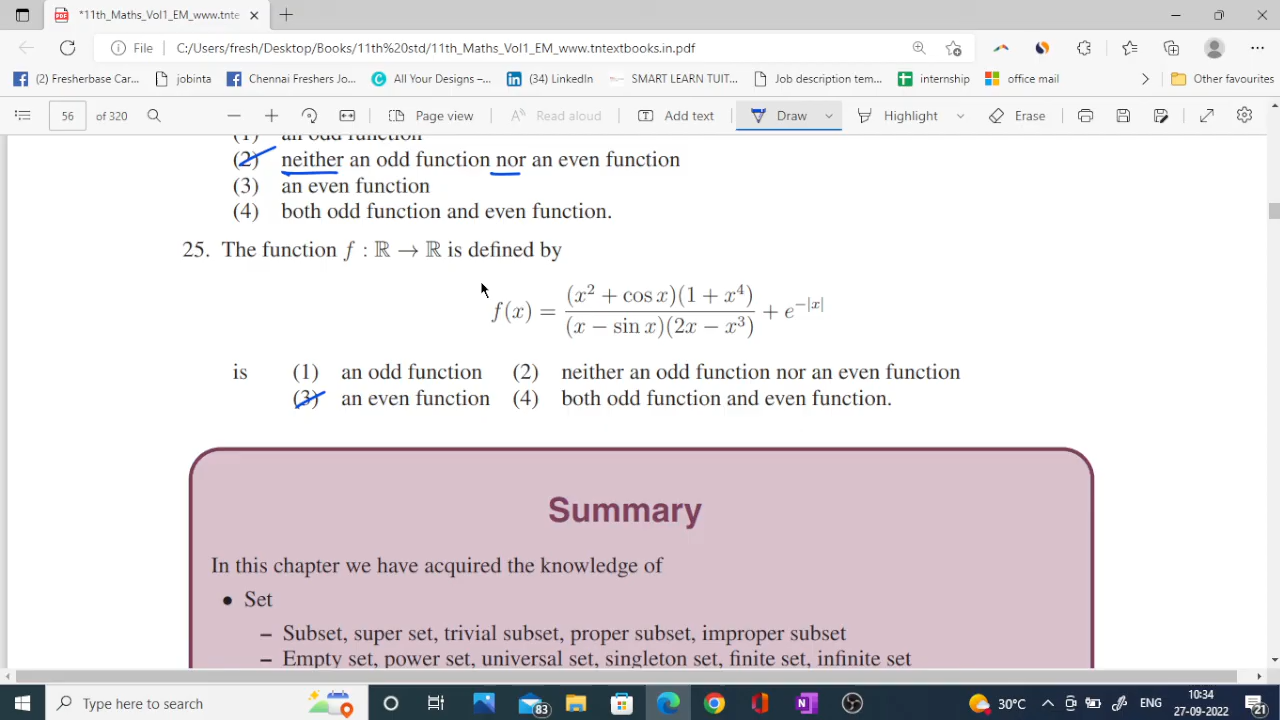 *11th_Maths_Vol1_EM_www.tnte
File
C:/Users/fresh/Desktop/Books/11th%20std/11th_Maths_Vol1_EM_www.tntextbooks.in.pdf
(2) Fresherbase Car...
jobinta
Chennai Freshers Jo...
All Your Designs –...
(34) LinkedIn
SMART LEARN TUIT...
Job description tem...
internship
office mail
Other favourites
56 of 320
Page view
Read aloud
Add text
Draw
Highlight
Erase
(1) an odd function
(2) neither an odd function nor an even function
(3) an even function
(4) both odd function and even function.
25. The function f : ℝ → ℝ is defined by
f(x) = (x² + cos x)(1 + x⁴) / (x − sin x)(2x − x³) + e^{−|x|}
is (1) an odd function (2) neither an odd function nor an even function
(3) an even function (4) both odd function and even function.
Summary
In this chapter we have acquired the knowledge of
• Set
– Subset, super set, trivial subset, proper subset, improper subset
– Empty set, power set, universal set, singleton set, finite set, infinite set
Type here to search
83
30°C
ENG
10:34
27-09-2022
21